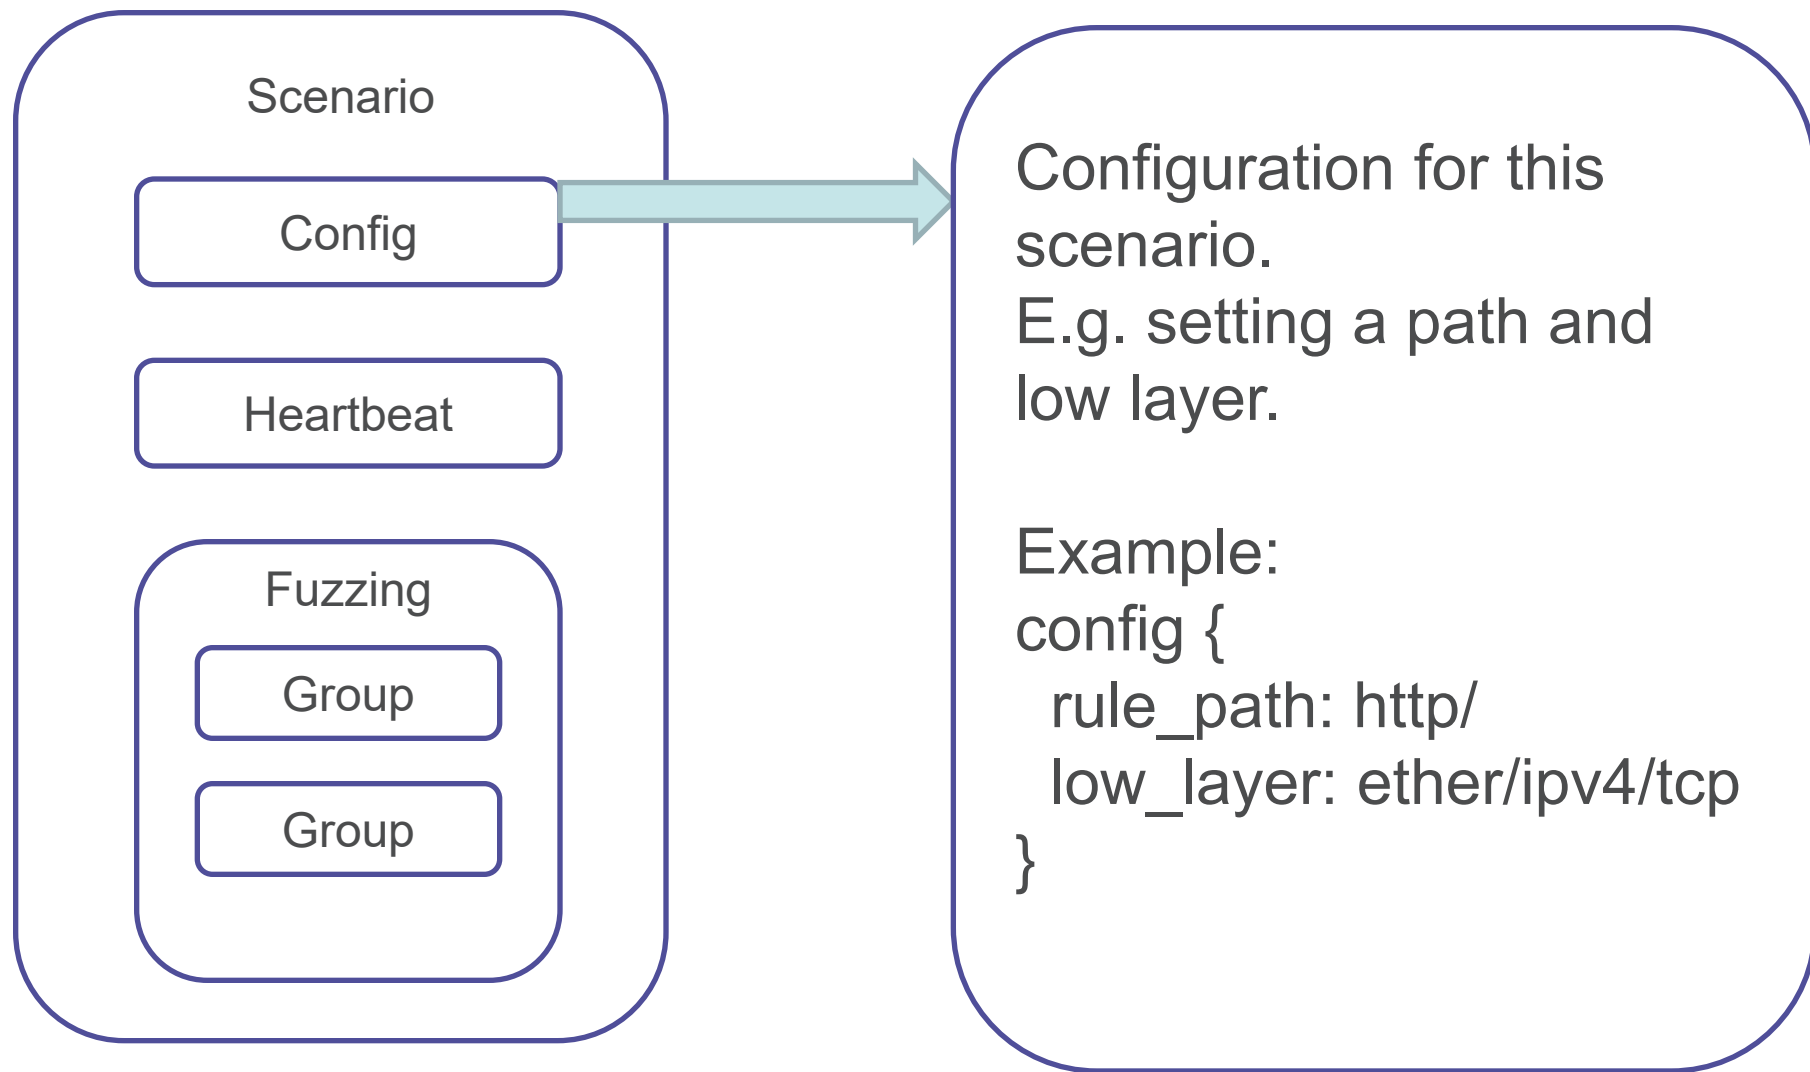 Scenario
Config
Heartbeat
Fuzzing
Group
Group
Configuration for this
scenario.
E.g. setting a path and
low layer.
Example:
config {
rule_path: http/
low_layer: ether/ipv4/tcp
}